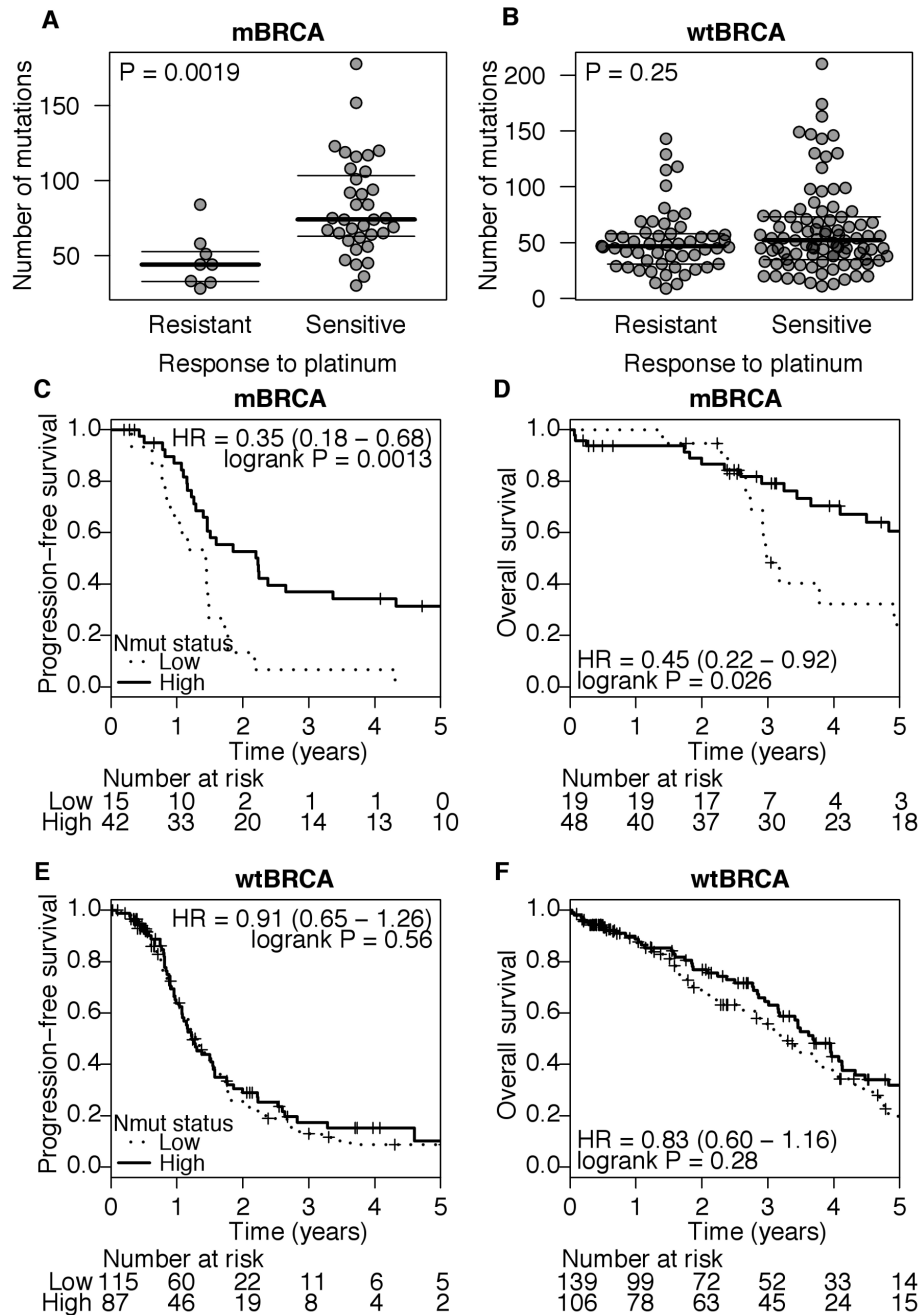 A
mBRCA
P = 0.0019
Number of mutations
150
100
50
Resistant
Sensitive
Response to platinum
B
wtBRCA
P = 0.25
Number of mutations
200
150
100
50
0
Resistant
Sensitive
Response to platinum
C
mBRCA
HR = 0.35 (0.18 – 0.68)
logrank P = 0.0013
Progression–free survival
1.0
0.8
0.6
0.4
0.2
0.0
Nmut status
Low
High
0 1 2 3 4 5
Time (years)
Number at risk
Low 15 10 2 1 1 0
High 42 33 20 14 13 10
D
mBRCA
Overall survival
1.0
0.8
0.6
0.4
0.2
0.0
HR = 0.45 (0.22 – 0.92)
logrank P = 0.026
0 1 2 3 4 5
Time (years)
Number at risk
19 19 17 7 4 3
48 40 37 30 23 18
E
wtBRCA
HR = 0.91 (0.65 – 1.26)
logrank P = 0.56
Progression–free survival
1.0
0.8
0.6
0.4
0.2
0.0
Nmut status
Low
High
0 1 2 3 4 5
Time (years)
Number at risk
Low 115 60 22 11 6 5
High 87 46 19 8 4 2
F
wtBRCA
Overall survival
1.0
0.8
0.6
0.4
0.2
0.0
HR = 0.83 (0.60 – 1.16)
logrank P = 0.28
0 1 2 3 4 5
Time (years)
Number at risk
139 99 72 52 33 14
106 78 63 45 24 15